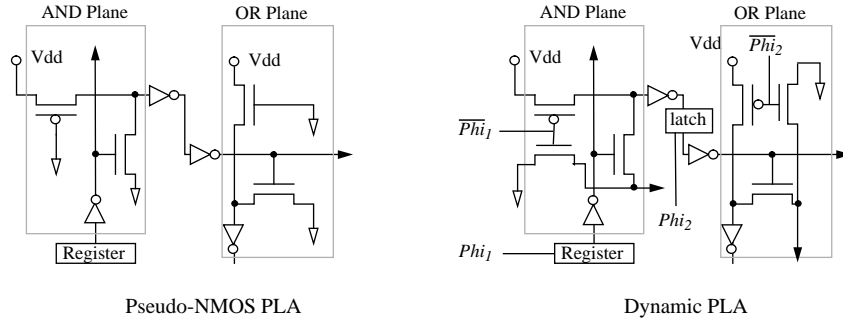 AND Plane
OR Plane
Vdd
Vdd
Register
Pseudo-NMOS PLA
AND Plane
OR Plane
Vdd
Vdd
Phi2
latch
Phi1
Phi2
Phi1
Register
Dynamic PLA